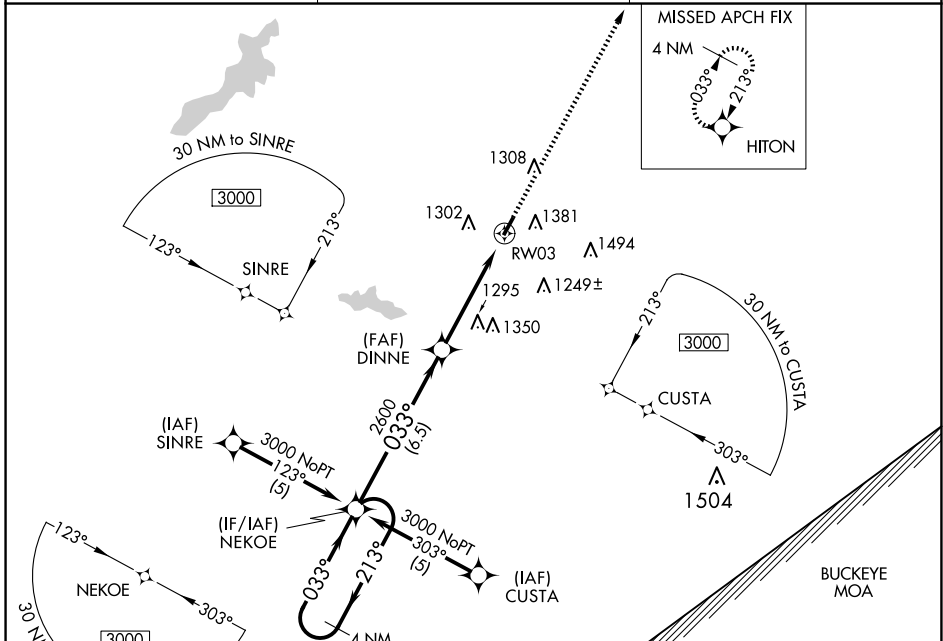 MISSED APCH FIX
4 NM
033°
213°
HITON
30 NM to SINRE
3000
123°
213°
SINRE
1308
1302
1381
RW03
1494
1249±
1295
1350
(FAF)
DINNE
213°
30 NM to CUSTA
3000
CUSTA
303°
1504
2600
033°
(6.5)
(IAF)
SINRE
3000 NoPT
123°
(5)
(IF/IAF)
NEKOE
3000 NoPT
303°
(5)
(IAF)
CUSTA
033°
213°
4 NM
123°
NEKOE
303°
30 N
3000
BUCKEYE
MOA